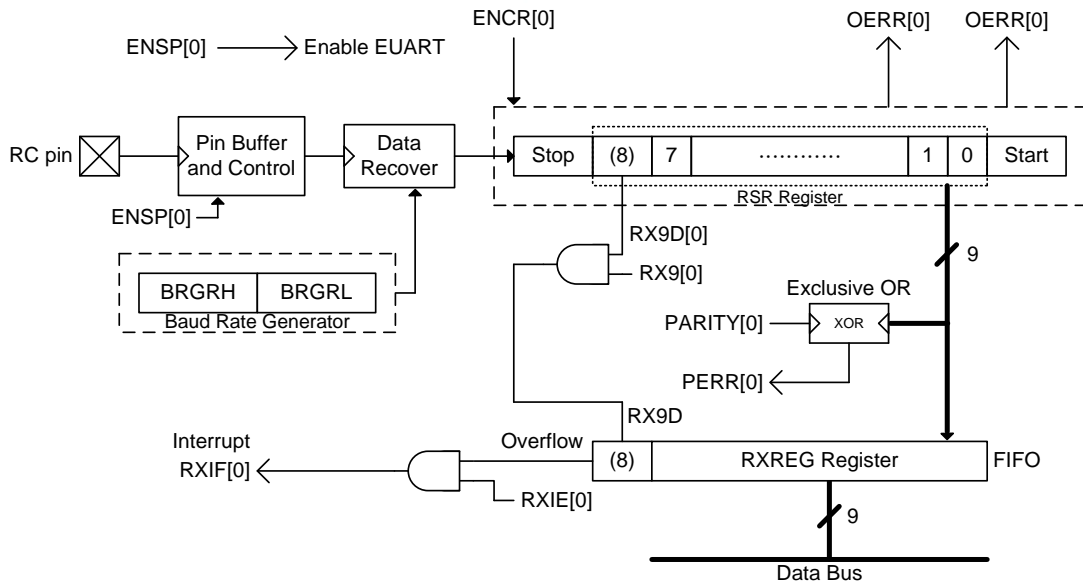 ENCR[0]
OERR[0]
OERR[0]
ENSP[0]
Enable EUART
RC pin
Pin Buffer
and Control
Data
Recover
Stop
(8)
7
............
1
0
Start
RSR Register
ENSP[0]
RX9D[0]
RX9[0]
9
BRGRH
BRGRL
Baud Rate Generator
Exclusive OR
PARITY[0]
XOR
PERR[0]
RX9D
Interrupt
RXIF[0]
Overflow
(8)
RXREG Register
FIFO
RXIE[0]
9
Data Bus